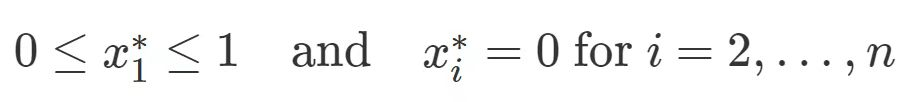 0 ≤ x₁* ≤ 1 and xᵢ* = 0 for i = 2, . . . , n